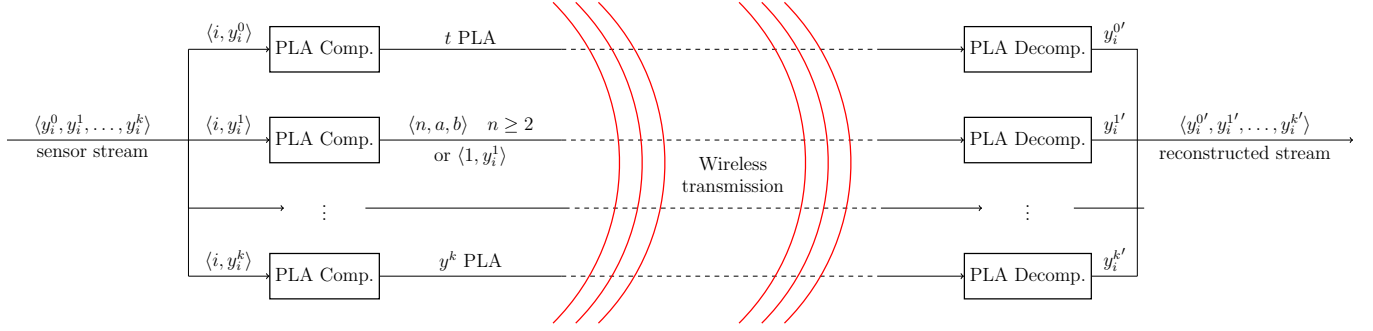 ⟨i, y_i^0⟩ PLA Comp. t PLA PLA Decomp. y_i^{0′}
⟨y_i^0, y_i^1, …, y_i^k⟩ ⟨i, y_i^1⟩ PLA Comp. ⟨n, a, b⟩ n ≥ 2 PLA Decomp. y_i^{1′} ⟨y_i^{0′}, y_i^{1′}, …, y_i^{k′}⟩
sensor stream or ⟨1, y_i^1⟩ reconstructed stream
Wireless
transmission
⋮ ⋮
⟨i, y_i^k⟩ PLA Comp. y^k PLA PLA Decomp. y_i^{k′}